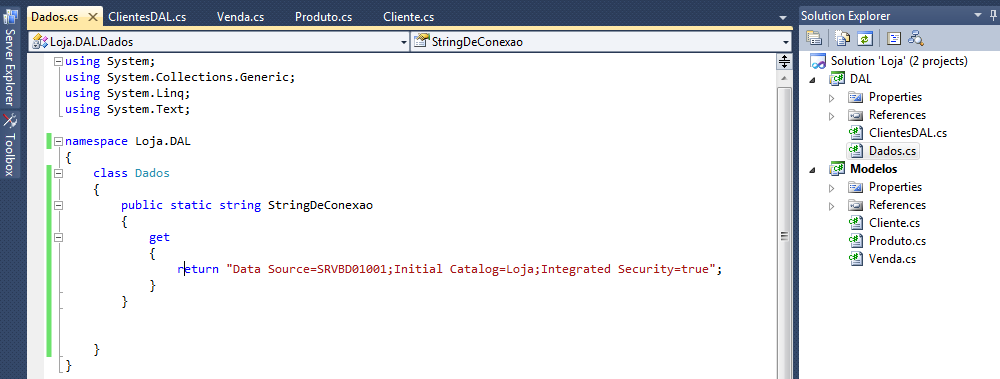 Dados.cs
ClientesDAL.cs
Venda.cs
Produto.cs
Cliente.cs
Loja.DAL.Dados
StringDeConexao
Server Explorer
Toolbox
using System;
using System.Collections.Generic;
using System.Linq;
using System.Text;
namespace Loja.DAL
{
class Dados
{
public static string StringDeConexao
{
get
{
return "Data Source=SRVBD01001;Initial Catalog=Loja;Integrated Security=true";
}
}
}
}
Solution Explorer
Solution 'Loja' (2 projects)
DAL
Properties
References
ClientesDAL.cs
Dados.cs
Modelos
Properties
References
Cliente.cs
Produto.cs
Venda.cs